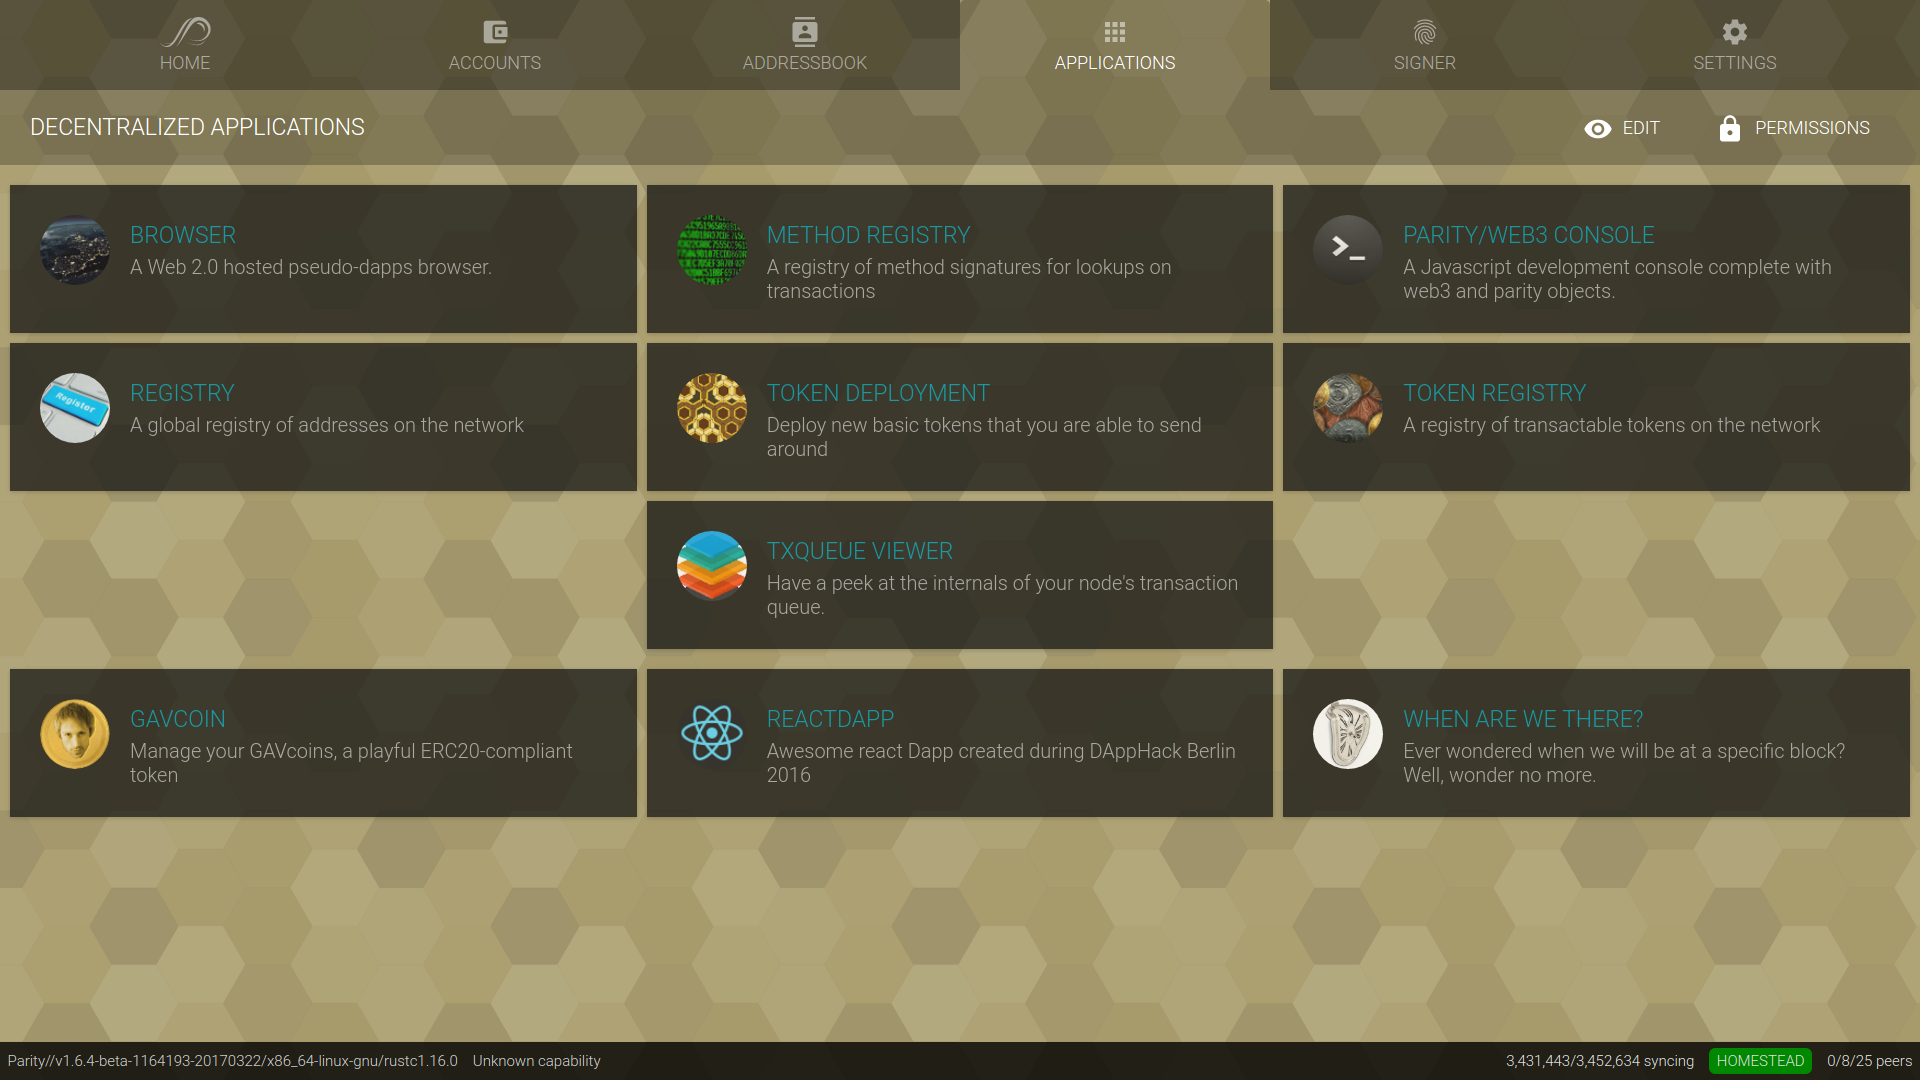 HOME
ACCOUNTS
ADDRESSBOOK
APPLICATIONS
SIGNER
SETTINGS
DECENTRALIZED APPLICATIONS
EDIT
PERMISSIONS
BROWSER
A Web 2.0 hosted pseudo-dapps browser.
METHOD REGISTRY
A registry of method signatures for lookups on
transactions
PARITY/WEB3 CONSOLE
A Javascript development console complete with
web3 and parity objects.
Register
REGISTRY
A global registry of addresses on the network
TOKEN DEPLOYMENT
Deploy new basic tokens that you are able to send
around
TOKEN REGISTRY
A registry of transactable tokens on the network
TXQUEUE VIEWER
Have a peek at the internals of your node's transaction
queue.
GAVCOIN
Manage your GAVcoins, a playful ERC20-compliant
token
REACTDAPP
Awesome react Dapp created during DAppHack Berlin
2016
WHEN ARE WE THERE?
Ever wondered when we will be at a specific block?
Well, wonder no more.
Parity//v1.6.4-beta-1164193-20170322/x86_64-linux-gnu/rustc1.16.0
Unknown capability
3,431,443/3,452,634 syncing
HOMESTEAD
0/8/25 peers